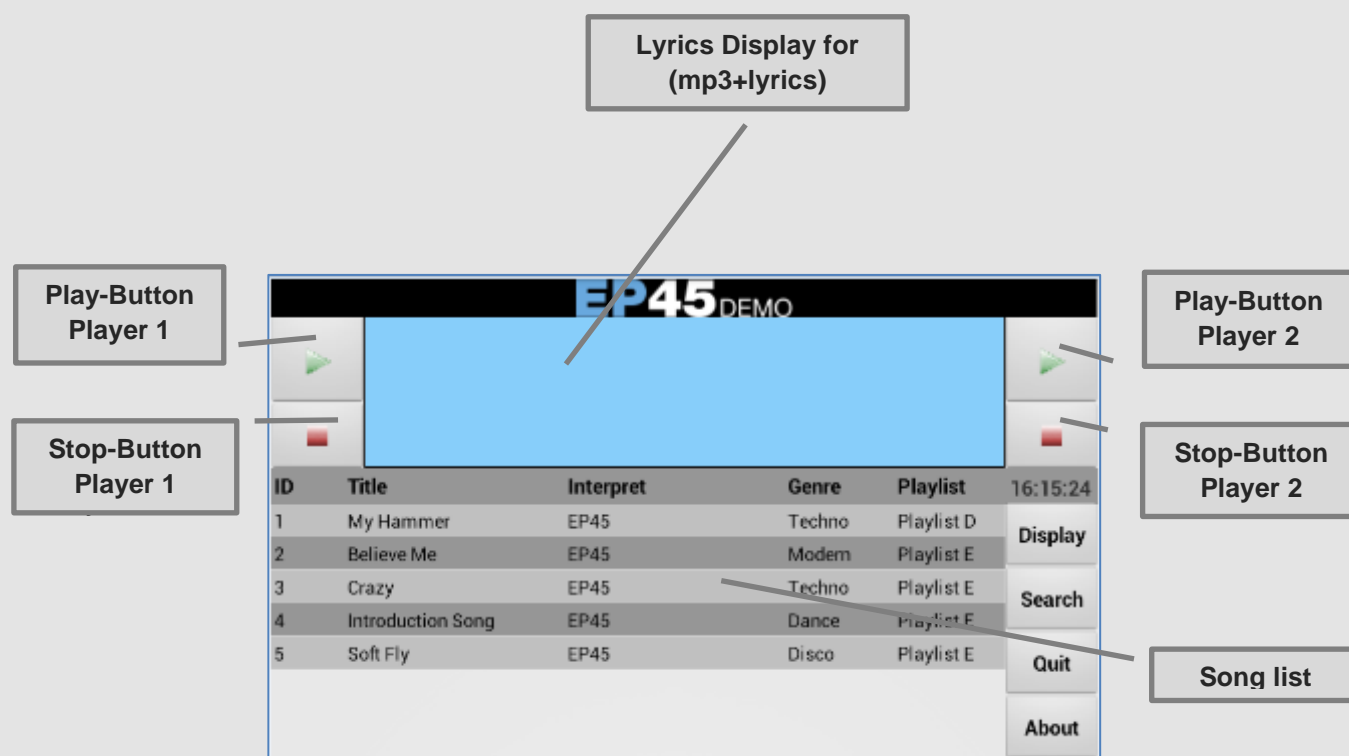 Lyrics Display for
(mp3+lyrics)
Play-Button
Player 1
EP45 DEMO
Play-Button
Player 2
Stop-Button
Player 1
Stop-Button
Player 2
ID Title Interpret Genre Playlist 16:15:24
1 My Hammer EP45 Techno Playlist D
Display
2 Believe Me EP45 Modern Playlist E
3 Crazy EP45 Techno Playlist E
Search
4 Introduction Song EP45 Dance Playlist E
5 Soft Fly EP45 Disco Playlist E
Quit
Song list
About